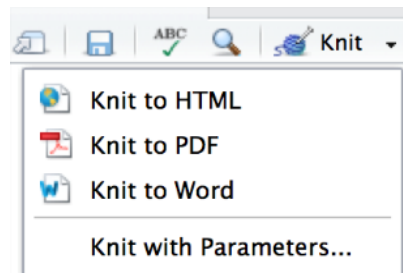 ABC Knit
Knit to HTML
Knit to PDF
Knit to Word
Knit with Parameters...